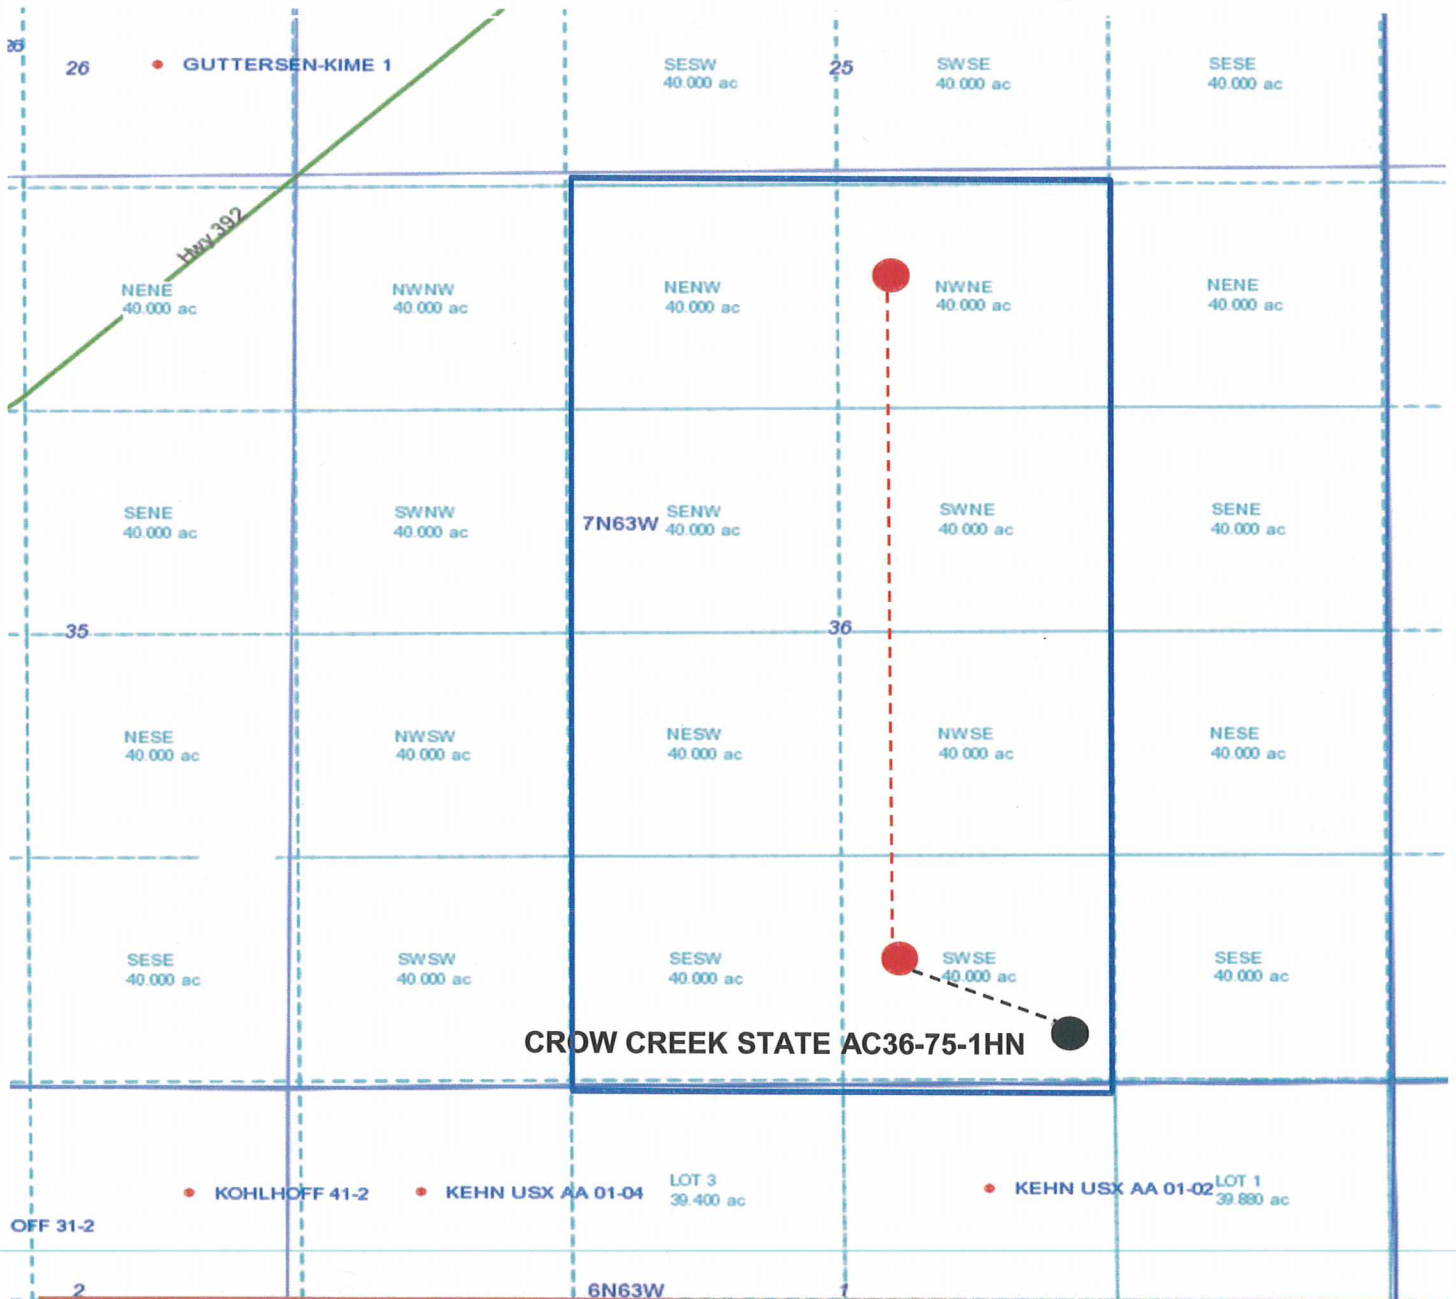 26
26
GUTTERSEN-KIME 1
SESW
40.000 ac
25
SWSE
40.000 ac
SESE
40.000 ac
Hwy 392
NENE
40.000 ac
NWNW
40.000 ac
NENW
40.000 ac
NWNE
40.000 ac
NENE
40.000 ac
SENE
40.000 ac
SWNW
40.000 ac
7N63W
SENW
40.000 ac
SWNE
40.000 ac
SENE
40.000 ac
35
36
NESE
40.000 ac
NWSW
40.000 ac
NESW
40.000 ac
NWSE
40.000 ac
NESE
40.000 ac
SESE
40.000 ac
SWSW
40.000 ac
SESW
40.000 ac
SWSE
40.000 ac
SESE
40.000 ac
CROW CREEK STATE AC36-75-1HN
KOHLHOFF 41-2
KEHN USX AA 01-04
LOT 3
39.400 ac
KEHN USX AA 01-02
LOT 1
39.880 ac
OFF 31-2
2
6N63W
1